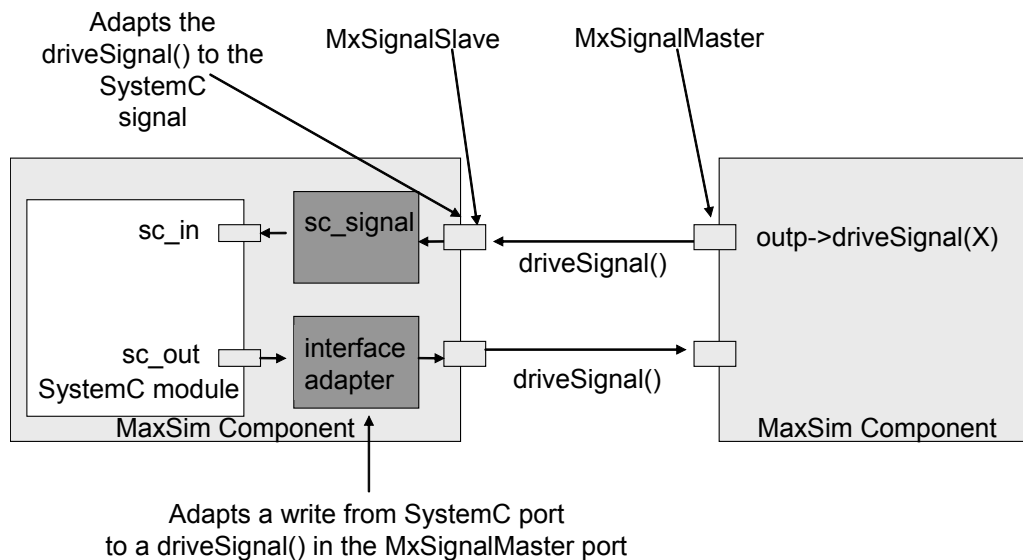 Adapts the
driveSignal() to the
SystemC
signal
MxSignalSlave
MxSignalMaster
sc_in
sc_signal
outp->driveSignal(X)
driveSignal()
sc_out
interface
adapter
driveSignal()
SystemC module
MaxSim Component
MaxSim Component
Adapts a write from SystemC port
to a driveSignal() in the MxSignalMaster port